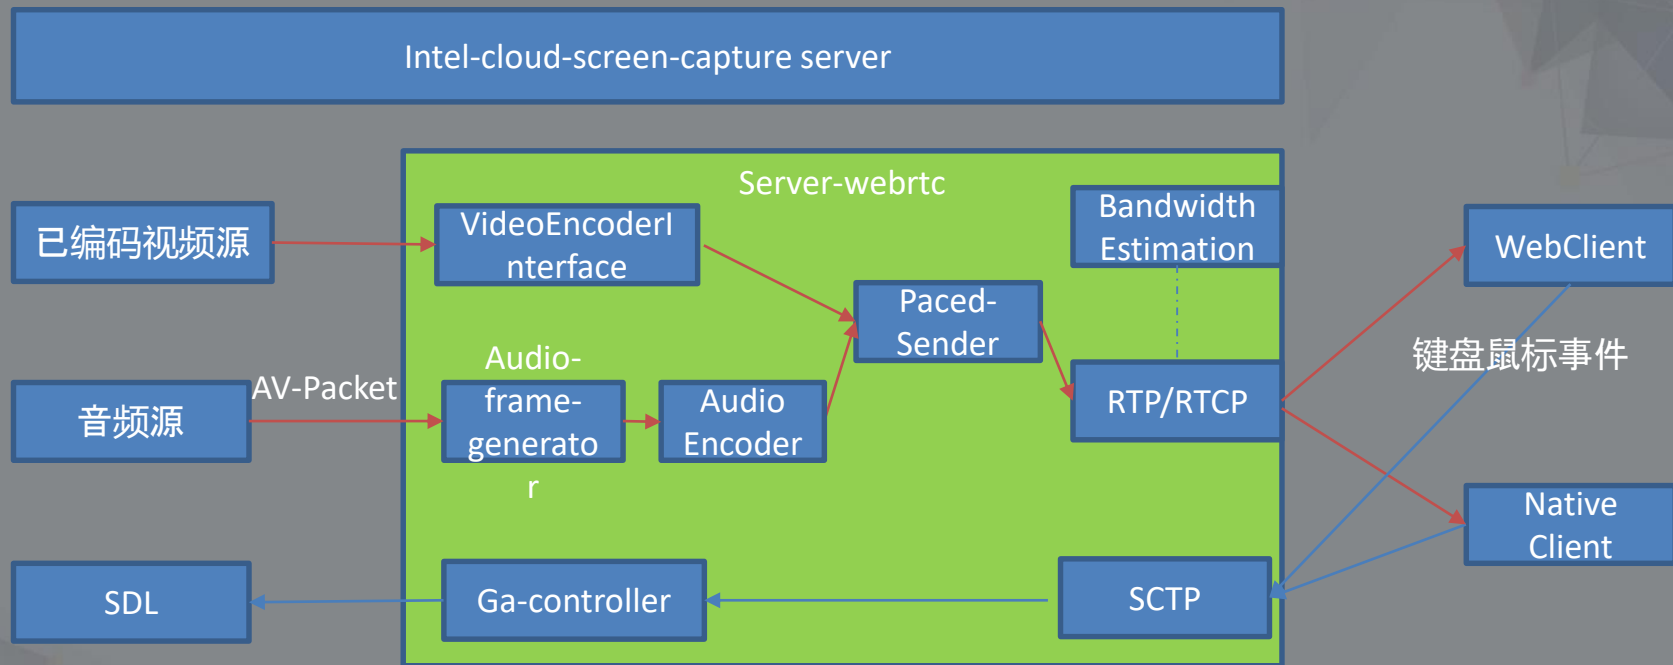 Intel-cloud-screen-capture server
Server-webrtc
已编码视频源
VideoEncoderI
nterface
Bandwidth
Estimation
WebClient
Paced-
Sender
键盘鼠标事件
音频源
AV-Packet
Audio-
frame-
generato
r
Audio
Encoder
RTP/RTCP
Native
Client
SDL
Ga-controller
SCTP